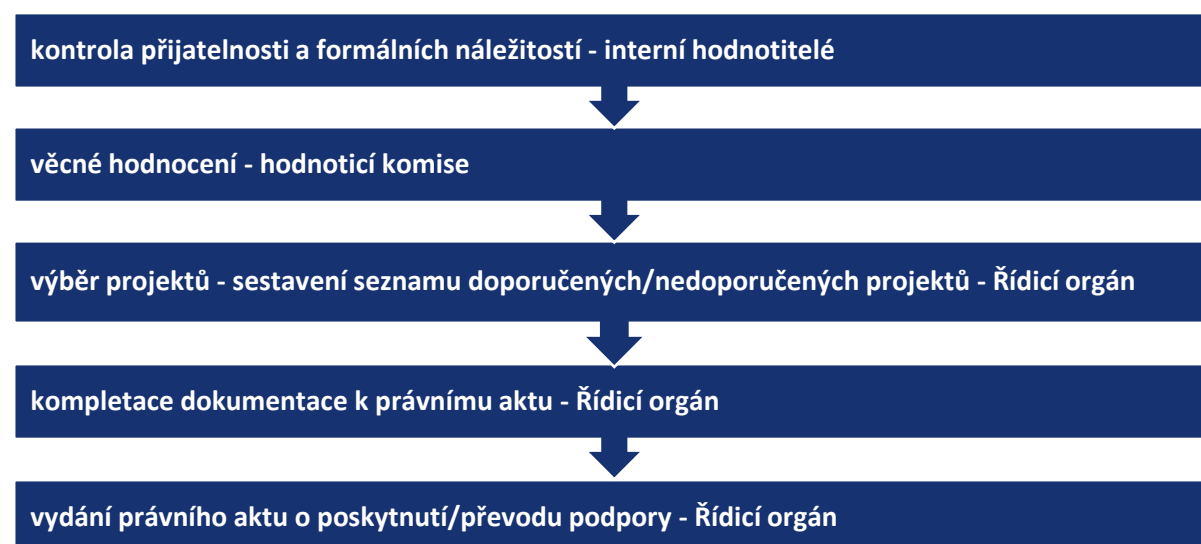 kontrola přijatelnosti a formálních náležitostí - interní hodnotitelé
věcné hodnocení - hodnoticí komise
výběr projektů - sestavení seznamu doporučených/nedoporučených projektů - Řídicí orgán
kompletace dokumentace k právnímu aktu - Řídicí orgán
vydání právního aktu o poskytnutí/převodu podpory - Řídicí orgán